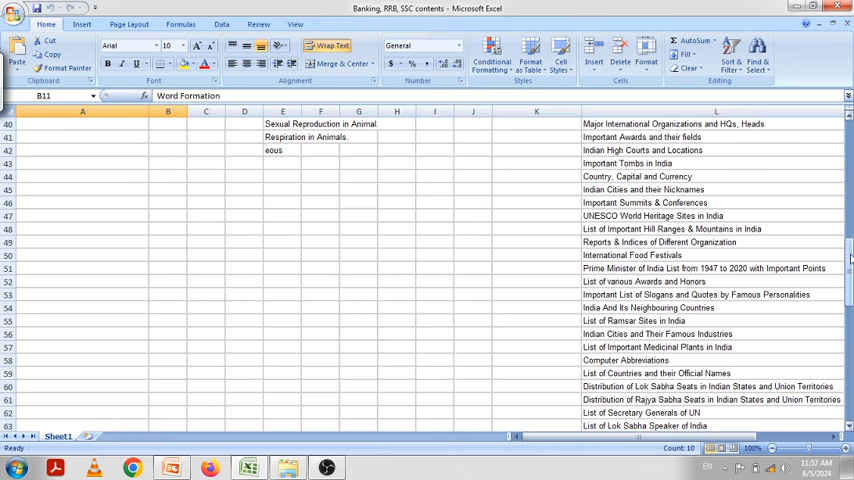 Banking, RRB, SSC contents - Microsoft Excel
Home Insert Page Layout Formulas Data Review View
Paste
Cut
Copy
Format Painter
Clipboard
Arial 10
B I U
Font
Wrap Text
Merge & Center
Alignment
General
$ % ,
Number
Conditional Formatting
Format as Table
Cell Styles
Styles
Insert
Delete
Format
Cells
Σ AutoSum
Fill
Clear
Sort & Filter
Find & Select
Editing
B11 fx Word Formation
A B C D E F G H I J K L
40 Sexual Reproduction in Animal. Major International Organizations and HQs, Heads
41 Respiration in Animals. Important Awards and their fields
42 eous Indian High Courts and Locations
43 Important Tombs in India
44 Country, Capital and Currency
45 Indian Cities and their Nicknames
46 Important Summits & Conferences
47 UNESCO World Heritage Sites in India
48 List of Important Hill Ranges & Mountains in India
49 Reports & Indices of Different Organization
50 International Food Festivals
51 Prime Minister of India List from 1947 to 2020 with Important Points
52 List of various Awards and Honors
53 Important List of Slogans and Quotes by Famous Personalities
54 India And Its Neighbouring Countries
55 List of Ramsar Sites in India
56 Indian Cities and Their Famous Industries
57 List of Important Medicinal Plants in India
58 Computer Abbreviations
59 List of Countries and their Official Names
60 Distribution of Lok Sabha Seats in Indian States and Union Territories
61 Distribution of Rajya Sabha Seats in Indian States and Union Territories
62 List of Secretary Generals of UN
63 List of Lok Sabha Speaker of India
Sheet1
Ready Count: 10 100%
EN 11:57 AM
6/5/2024